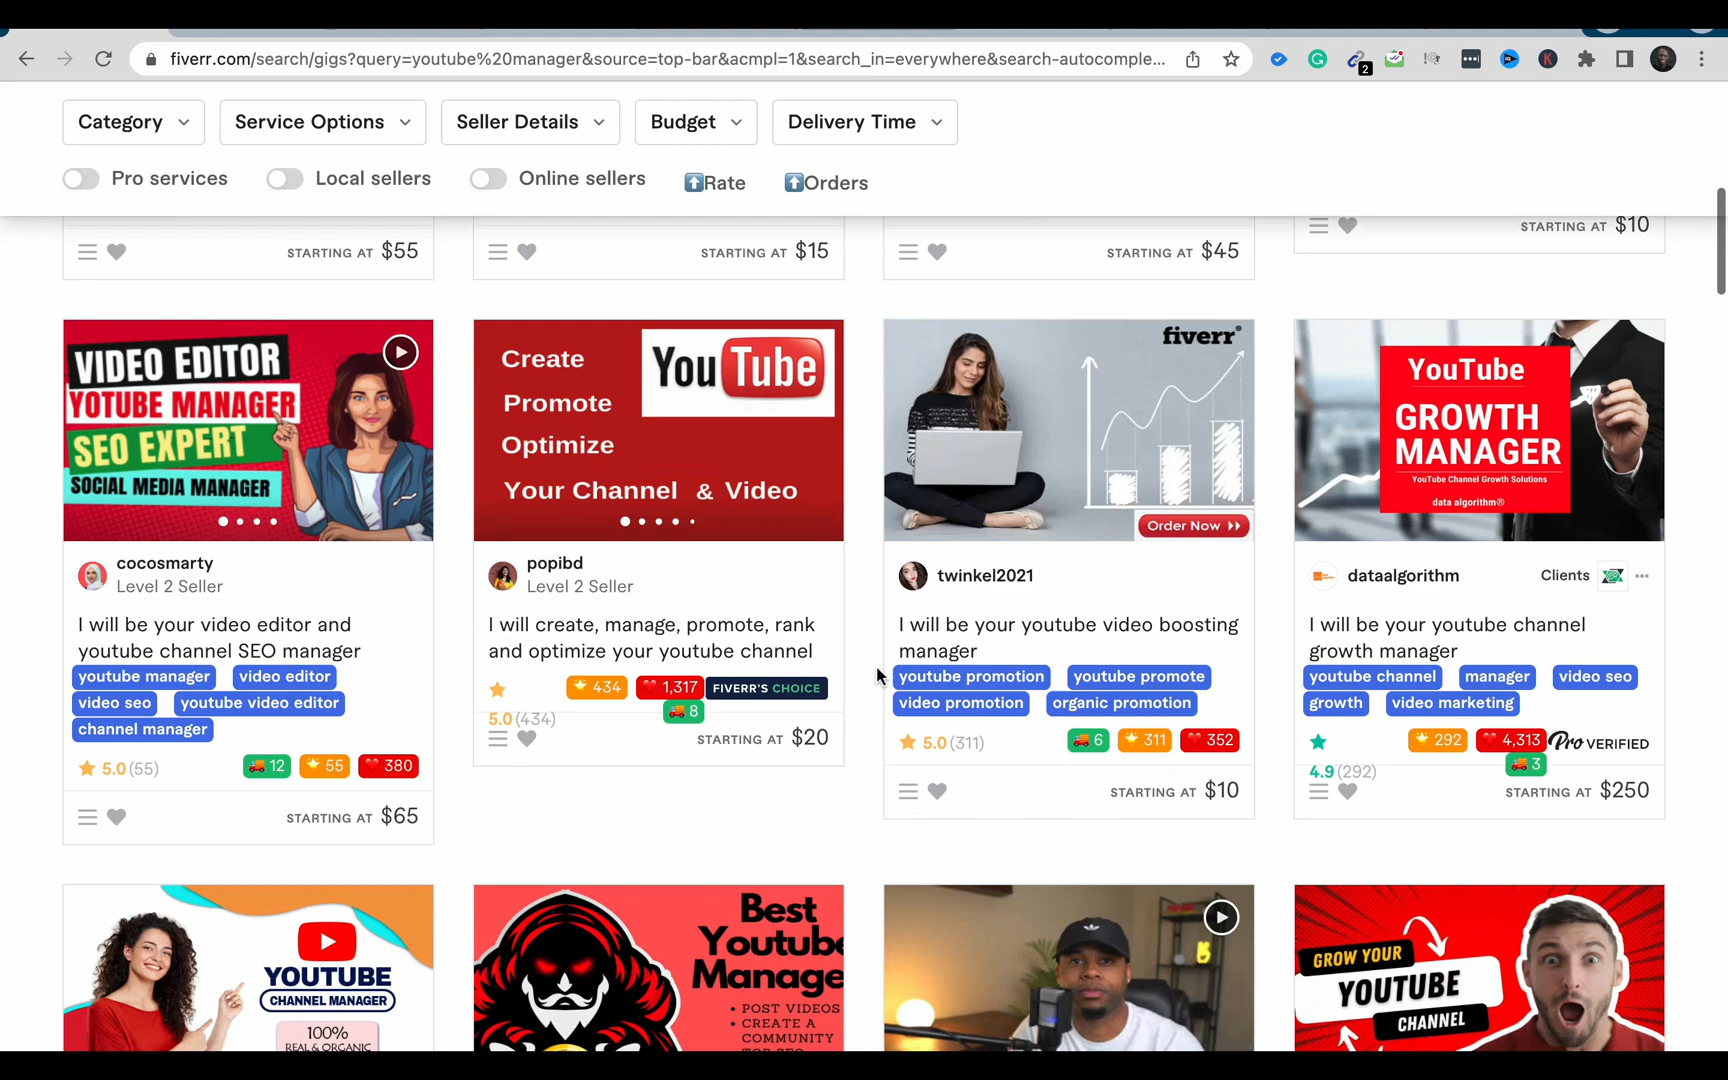 fiverr.com/search/gigs?query=youtube%20manager&source=top-bar&acmpl=1&search_in=everywhere&search-autocomple...
2
Category
Service Options
Seller Details
Budget
Delivery Time
Pro services
Local sellers
Online sellers
Rate
Orders
STARTING AT $55
STARTING AT $15
STARTING AT $45
STARTING AT $10
VIDEO EDITOR
YOTUBE MANAGER
SEO EXPERT
SOCIAL MEDIA MANAGER
cocosmarty
Level 2 Seller
I will be your video editor and
youtube channel SEO manager
youtube manager video editor
video seo youtube video editor
channel manager
5.0 (55) 12 55 380
STARTING AT $65
YouTube
Create
Promote
Optimize
Your Channel & Video
popibd
Level 2 Seller
I will create, manage, promote, rank
and optimize your youtube channel
434 1,317 FIVERR'S CHOICE
5.0 (434) 8
STARTING AT $20
fiverr®
Order Now
twinkel2021
I will be your youtube video boosting
manager
youtube promotion youtube promote
video promotion organic promotion
5.0 (311) 6 311 352
STARTING AT $10
YouTube
GROWTH
MANAGER
YouTube Channel Growth Solutions
data algorithm®
dataalgorithm Clients
I will be your youtube channel
growth manager
youtube channel manager video seo
growth video marketing
292 4,313 Pro VERIFIED
4.9 (292) 3
STARTING AT $250
YOUTUBE
CHANNEL MANAGER
100%
REAL & ORGANIC
Best
Youtube
Manage
• POST VIDEOS
• CREATE A
COMMUNITY
GROW YOUR
YOUTUBE
CHANNEL